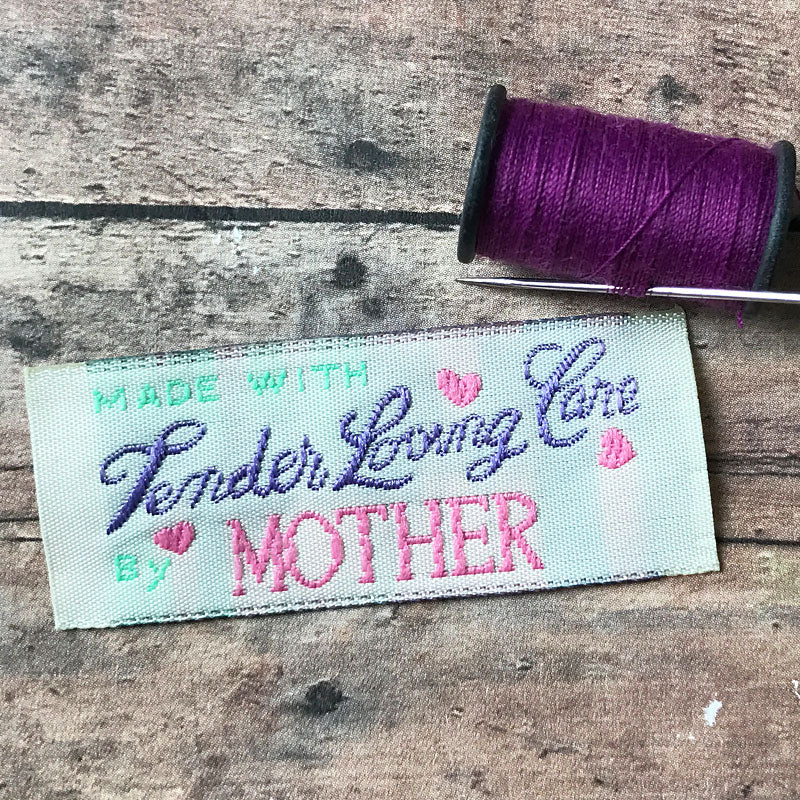 MADE WITH
Tender Loving Care
By MOTHER